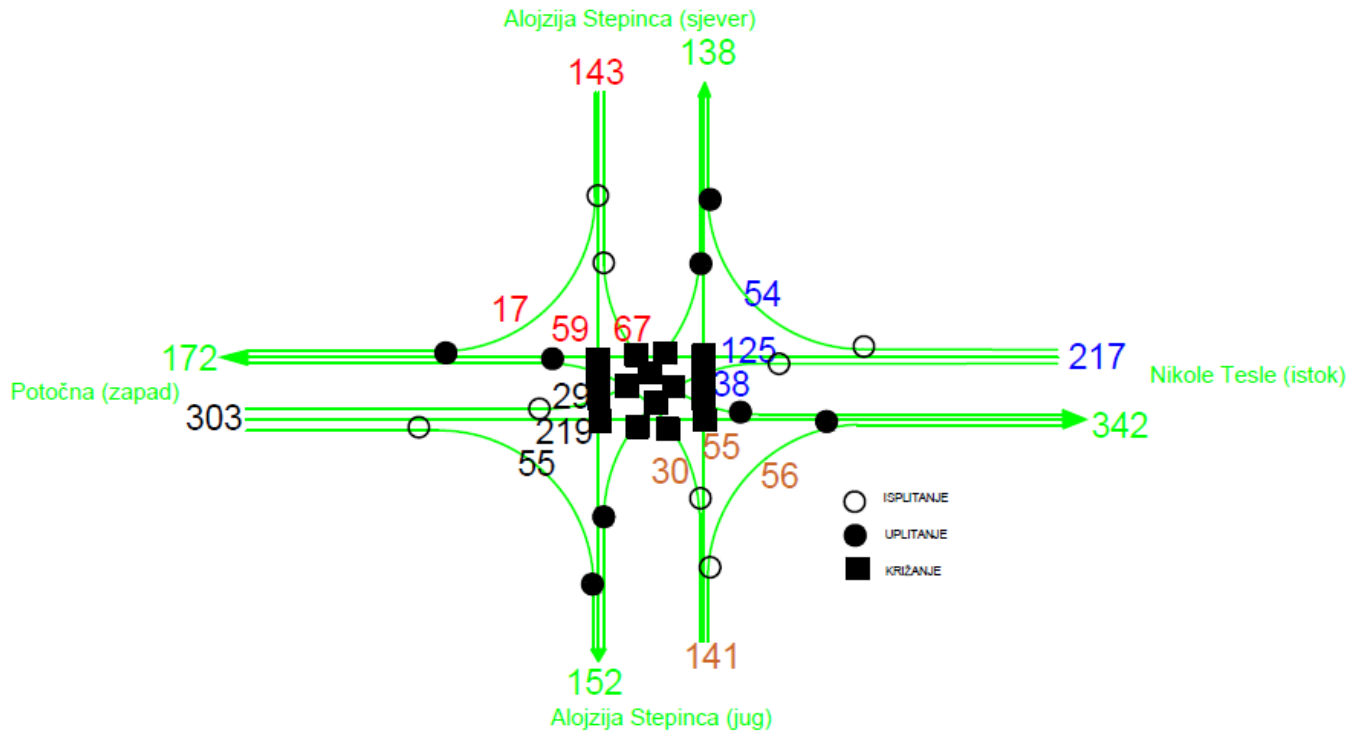 Alojzija Stepinca (sjever)
143
138
17
59
67
54
125
172
217
Potočna (zapad)
Nikole Tesle (istok)
29
38
303
219
55
342
55
30
56
ISPLITANJE
UPLITANJE
KRIŽANJE
141
152
Alojzija Stepinca (jug)